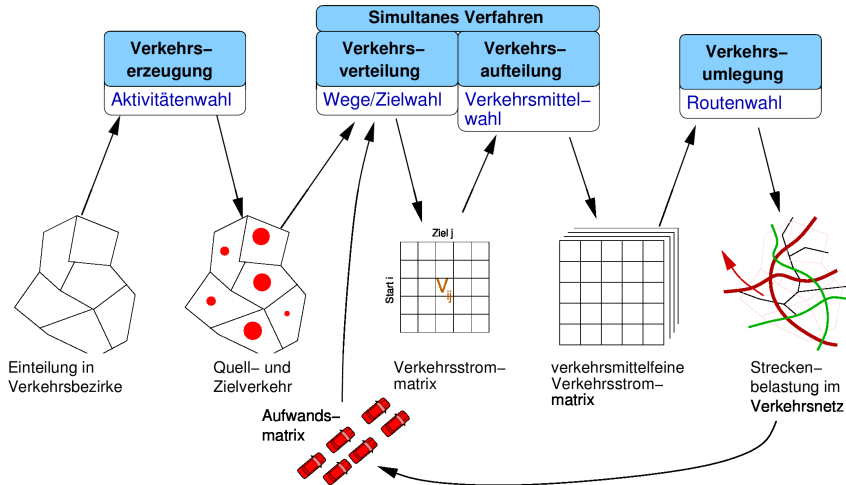 Simultanes Verfahren
Verkehrs–
erzeugung
Aktivitätenwahl
Verkehrs–
verteilung
Wege/Zielwahl
Verkehrs–
aufteilung
Verkehrsmittel–
wahl
Verkehrs–
umlegung
Routenwahl
Ziel j
Start i
V ij
Einteilung in
Verkehrsbezirke
Quell– und
Zielverkehr
Verkehrsstrom–
matrix
verkehrsmittelfeine
Verkehrsstrom–
matrix
Strecken–
belastung im
Verkehrsnetz
Aufwands–
matrix